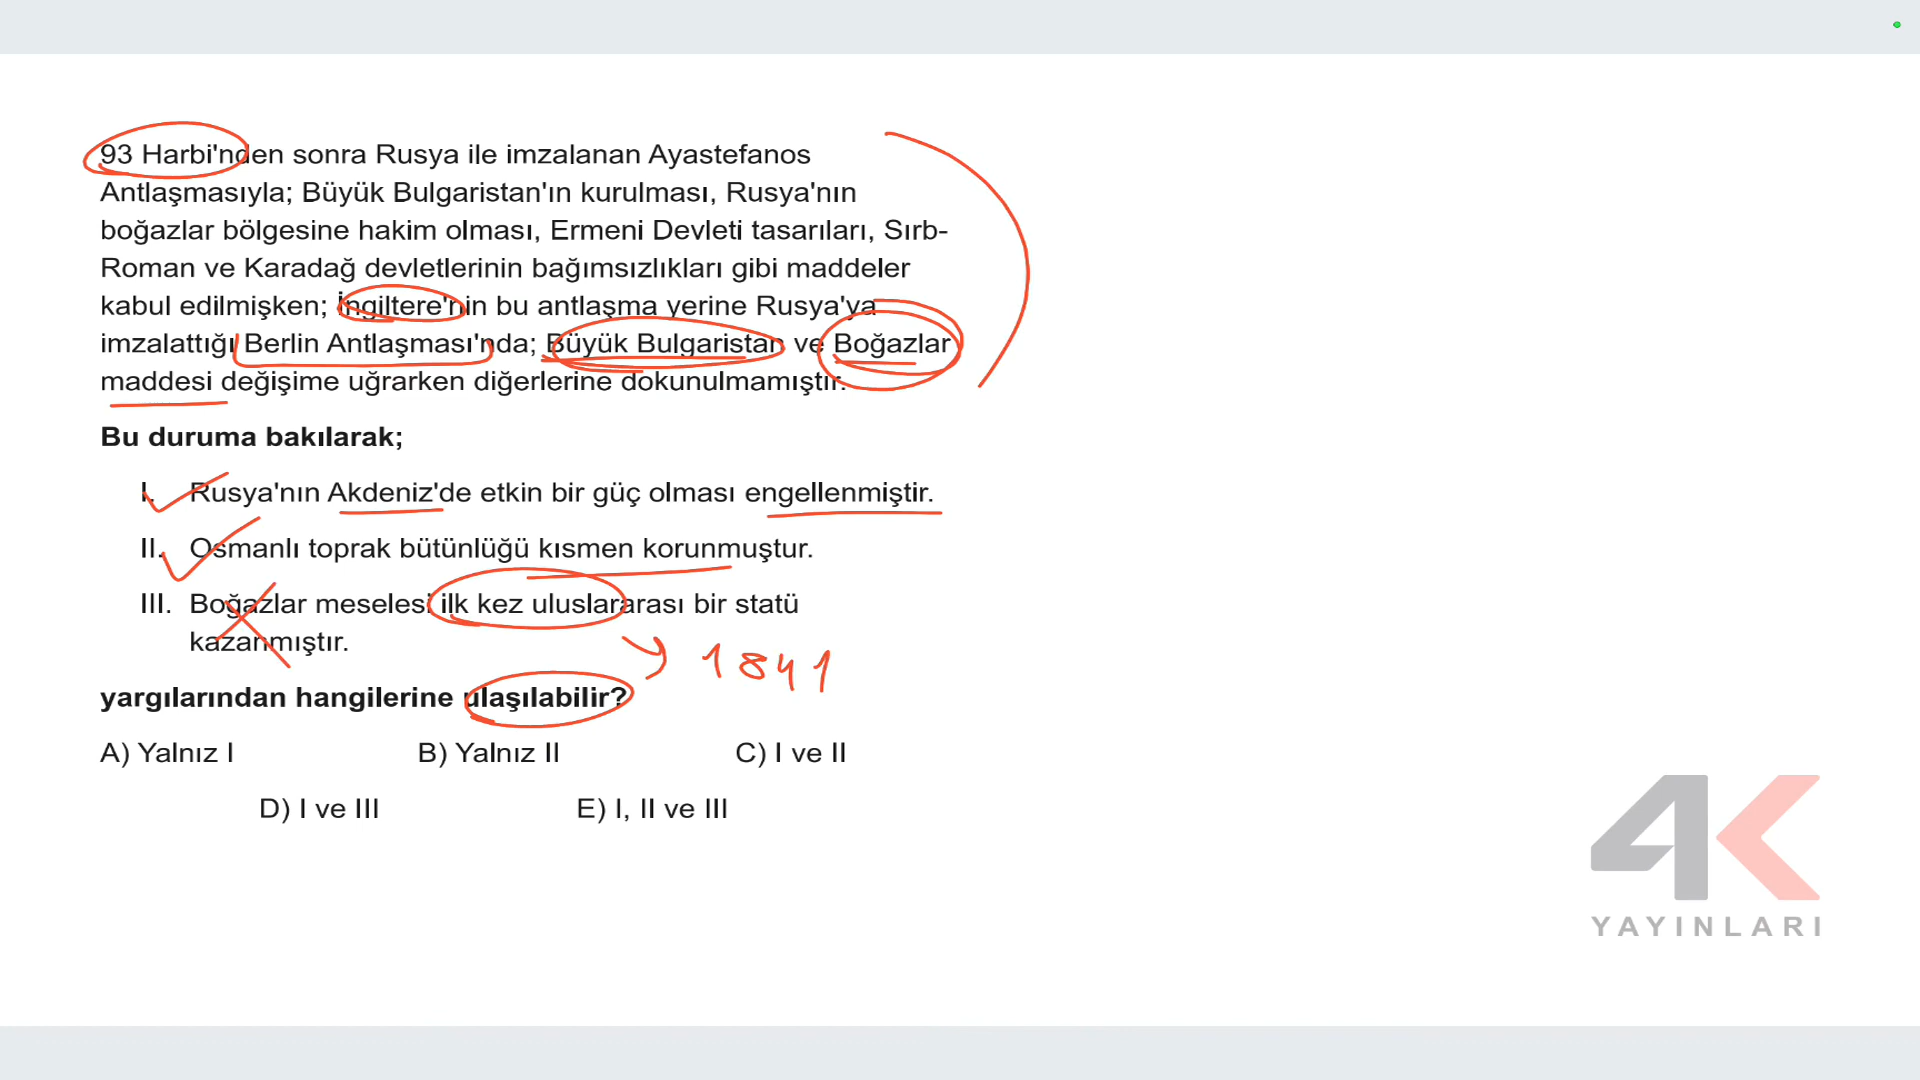 93 Harbi'nden sonra Rusya ile imzalanan Ayastefanos
Antlaşmasıyla; Büyük Bulgaristan'ın kurulması, Rusya'nın
boğazlar bölgesine hakim olması, Ermeni Devleti tasarıları, Sırb-
Roman ve Karadağ devletlerinin bağımsızlıkları gibi maddeler
kabul edilmişken; İngiltere'nin bu antlaşma yerine Rusya'ya
imzalattığı Berlin Antlaşması'nda; Büyük Bulgaristan ve Boğazlar
maddesi değişime uğrarken diğerlerine dokunulmamıştır.
Bu duruma bakılarak;
I. Rusya'nın Akdeniz'de etkin bir güç olması engellenmiştir.
II. Osmanlı toprak bütünlüğü kısmen korunmuştur.
III. Boğazlar meselesi ilk kez uluslararası bir statü
kazanmıştır.
1841
yargılarından hangilerine ulaşılabilir?
A) Yalnız I B) Yalnız II C) I ve II
D) I ve III E) I, II ve III
4K
YAYINLARI